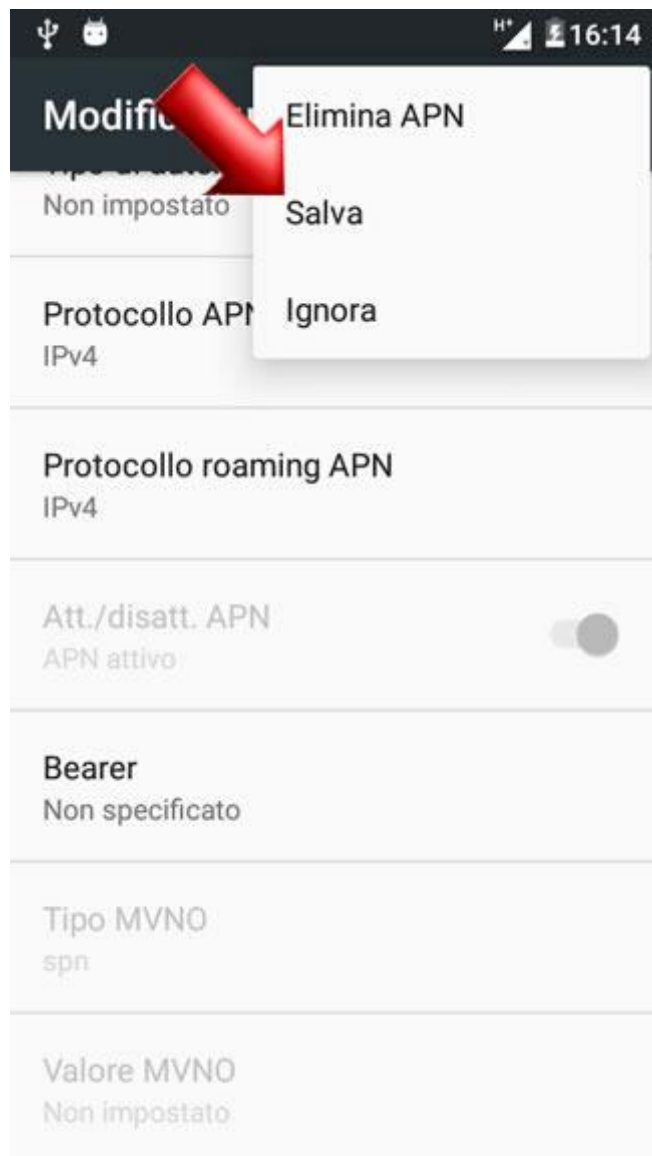 H+ 16:14
Modific
Elimina APN
Non impostato
Salva
Protocollo APN
Ignora
IPv4
Protocollo roaming APN
IPv4
Att./disatt. APN
APN attivo
Bearer
Non specificato
Tipo MVNO
spn
Valore MVNO
Non impostato